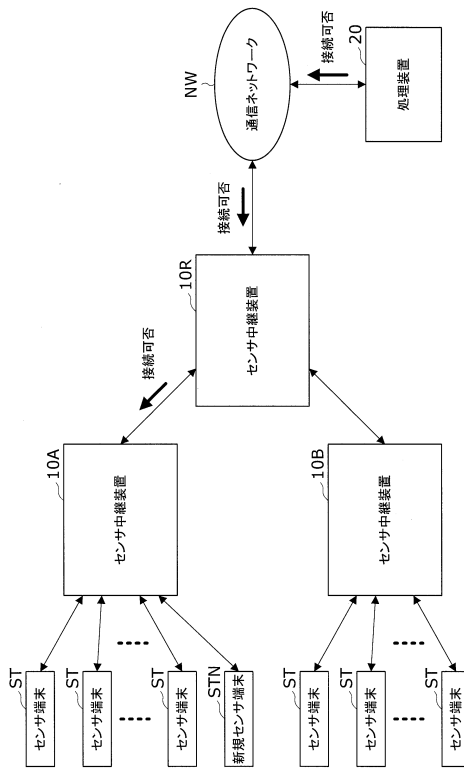 ST
センサ端末
ST
センサ端末
ST
センサ端末
STN
新規センサ端末
10A
センサ中継装置
接続可否
ST
センサ端末
ST
センサ端末
ST
センサ端末
10B
センサ中継装置
10R
センサ中継装置
接続可否
NW
通信ネットワーク
接続可否
20
処理装置